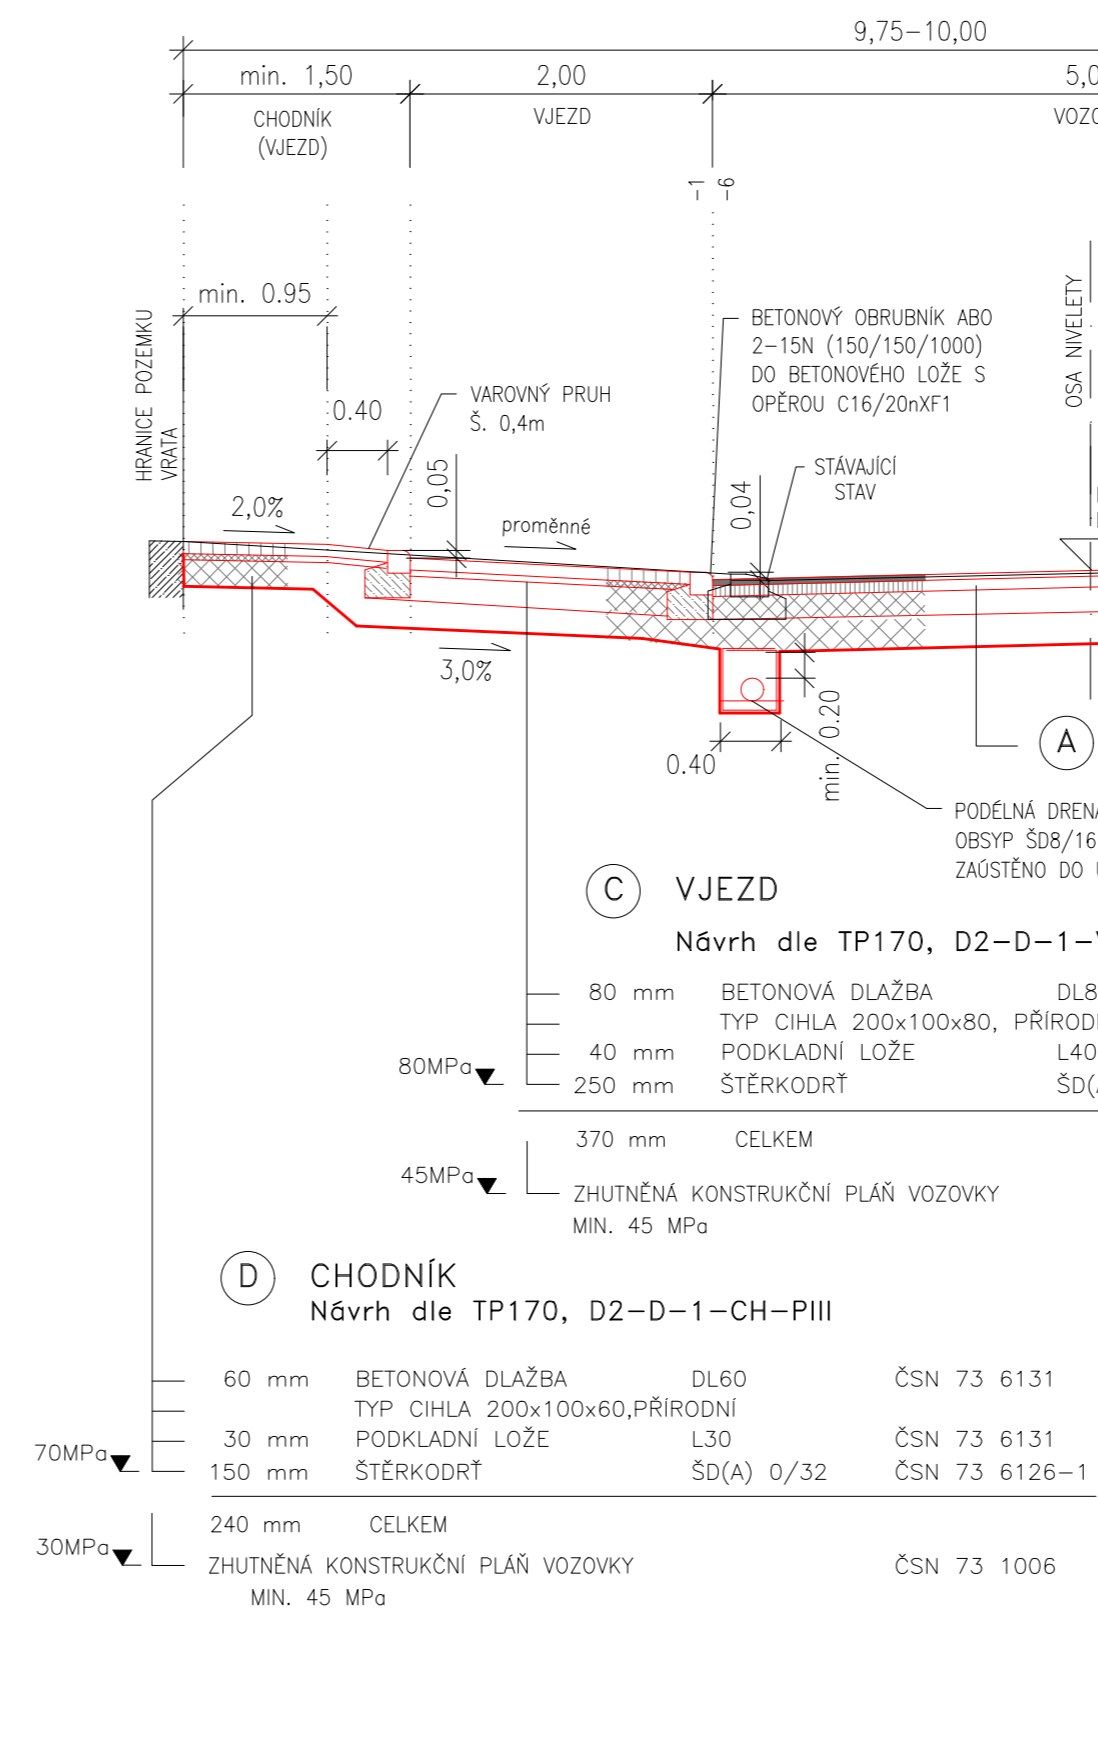 9,75-10,00
min. 1,50
2,00
5,0
CHODNÍK
(VJEZD)
VJEZD
VOZO
-1
-6
min. 0.95
HRANICE POZEMKU
VRATA
0.40
VAROVNÝ PRUH
Š. 0,4m
BETONOVÝ OBRUBNÍK ABO
2-15N (150/150/1000)
DO BETONOVÉHO LOŽE S
OPĚROU C16/20nXF1
OSA NIVELETY
STÁVAJÍCÍ
STAV
0,05
0,04
2,0%
proměnné
3,0%
0.40
min. 0.20
A
PODÉLNÁ DREN
OBSYP ŠD8/16
ZAÚSTĚNO DO
C VJEZD
Návrh dle TP170, D2-D-1-
80 mm BETONOVÁ DLAŽBA DL8
TYP CIHLA 200x100x80, PŘÍROD
40 mm PODKLADNÍ LOŽE L40
80MPa
250 mm ŠTĚRKODRŤ ŠD(
370 mm CELKEM
45MPa
ZHUTNĚNÁ KONSTRUKČNÍ PLÁŇ VOZOVKY
MIN. 45 MPa
D CHODNÍK
Návrh dle TP170, D2-D-1-CH-PIII
60 mm BETONOVÁ DLAŽBA DL60 ČSN 73 6131
TYP CIHLA 200x100x60,PŘÍRODNÍ
30 mm PODKLADNÍ LOŽE L30 ČSN 73 6131
70MPa
150 mm ŠTĚRKODRŤ ŠD(A) 0/32 ČSN 73 6126-1
240 mm CELKEM
30MPa
ZHUTNĚNÁ KONSTRUKČNÍ PLÁŇ VOZOVKY ČSN 73 1006
MIN. 45 MPa